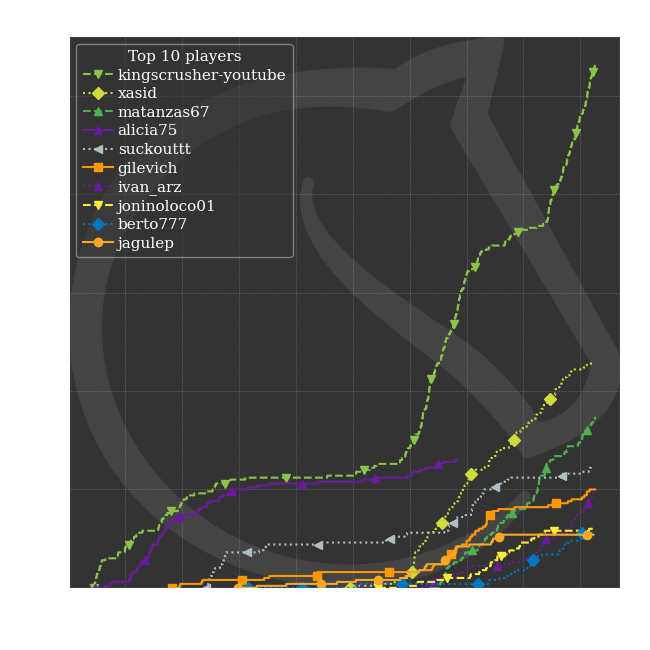 Top 10 players
kingscrusher-youtube
xasid
matanzas67
alicia75
suckouttt
gilevich
ivan_arz
joninoloco01
berto777
jagulep